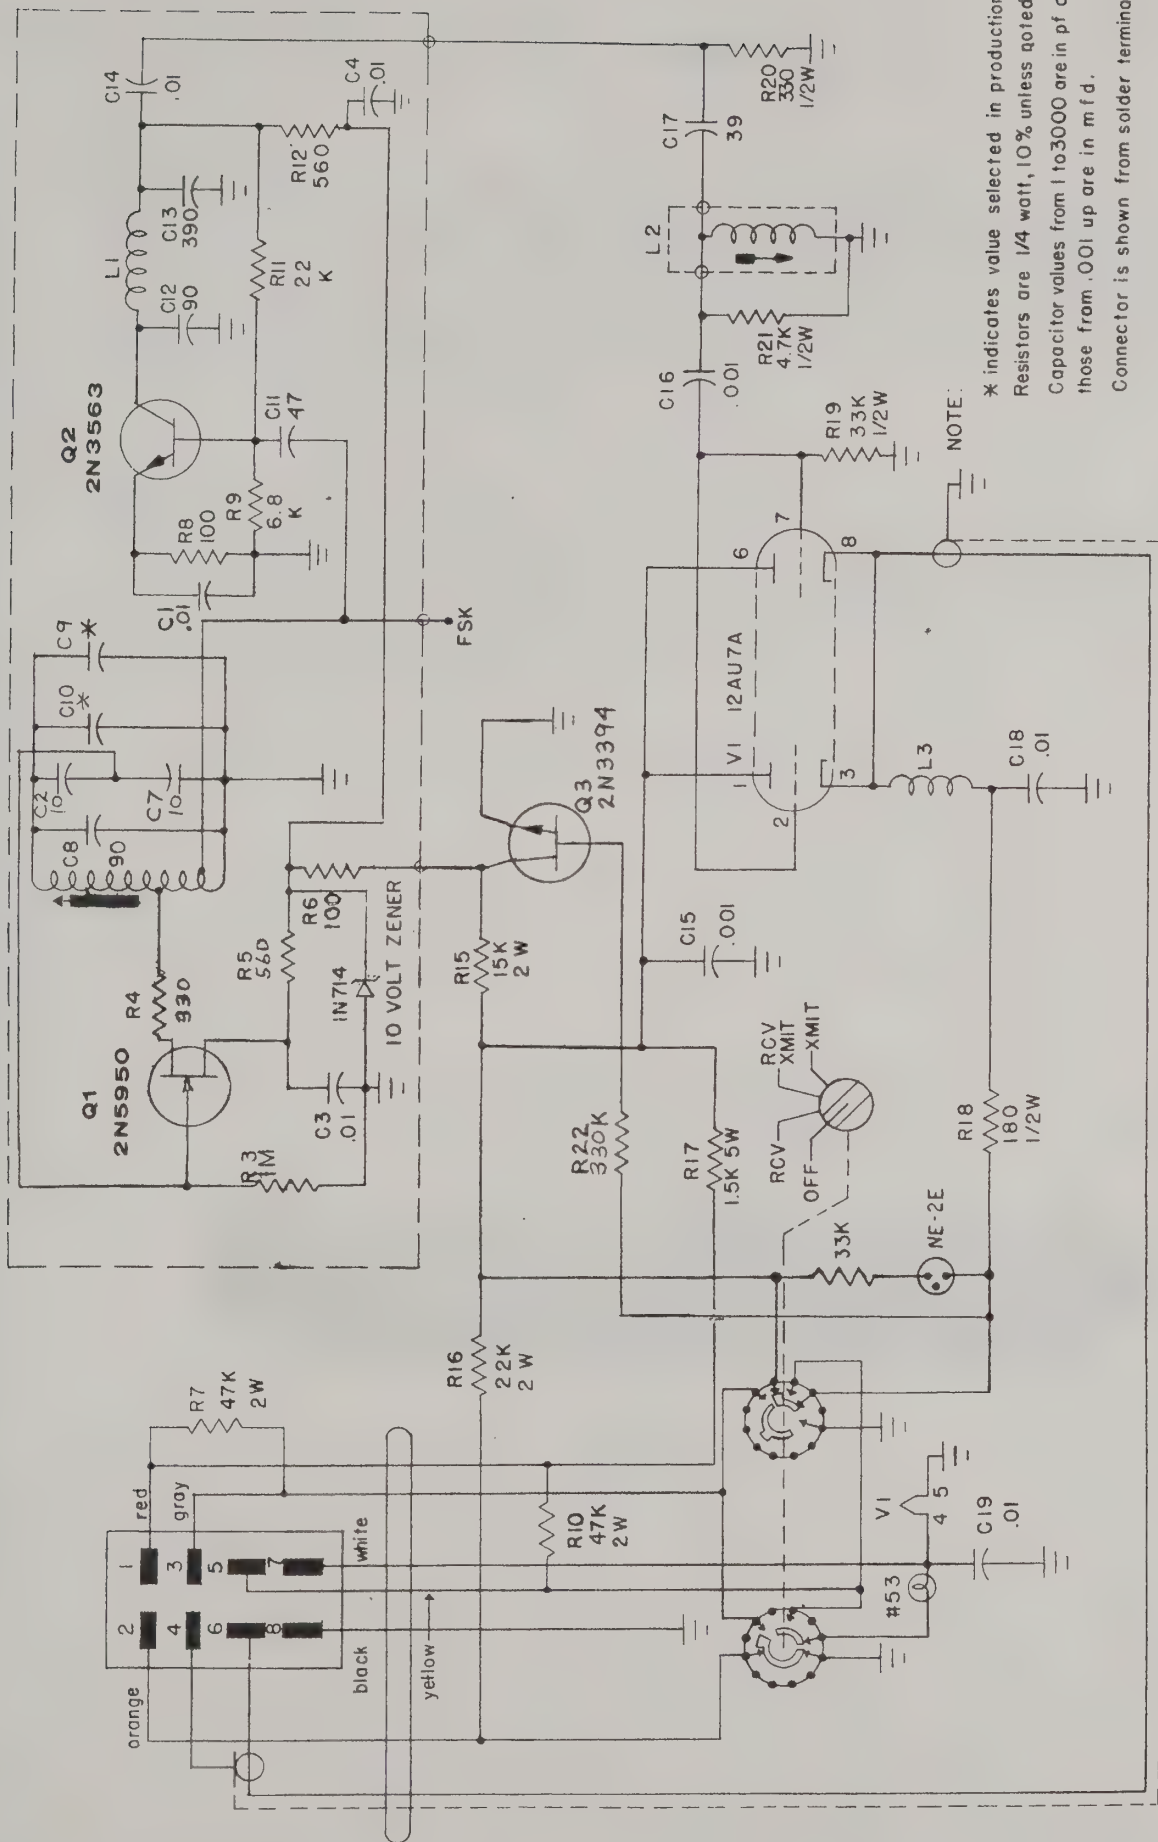 C14
.01
C4
.01
R12
560
L1
C13
390
C12
90
R11
22
K
Q2
2N3563
C11
47
R8
100
R9
6.8
K
C1
.01
FSK
C9
*
C10
*
C2
10
C7
10
C8
90
R4
330
Q1
2N5950
R5
560
R6
100
1N714
10 VOLT ZENER
C3
.01
R3
1M
R20
330
1/2W
C17
39
L2
R21
4.7K
1/2W
C16
.001
R19
33K
1/2W
NOTE:
* indicates value selected in production
Resistors are 1/4 watt, 10% unless noted
Capacitor values from 1 to 3000 are in pf
those from .001 up are in mfd.
Connector is shown from solder
Q3
2N3394
V1
12AU7A
1
2
3
6
7
8
L3
C18
.01
C15
.001
R15
15K
2W
R22
330K
R17
1.5K 5W
RCV
XMIT
XMIT
RCV
OFF
R18
180
1/2W
33K
NE-2E
R16
22K
2W
R7
47K
2W
R10
47K
2W
red
gray
white
orange
black
yellow
1
3
5
7
2
4
6
8
V1
4 5
C19
.01
#53